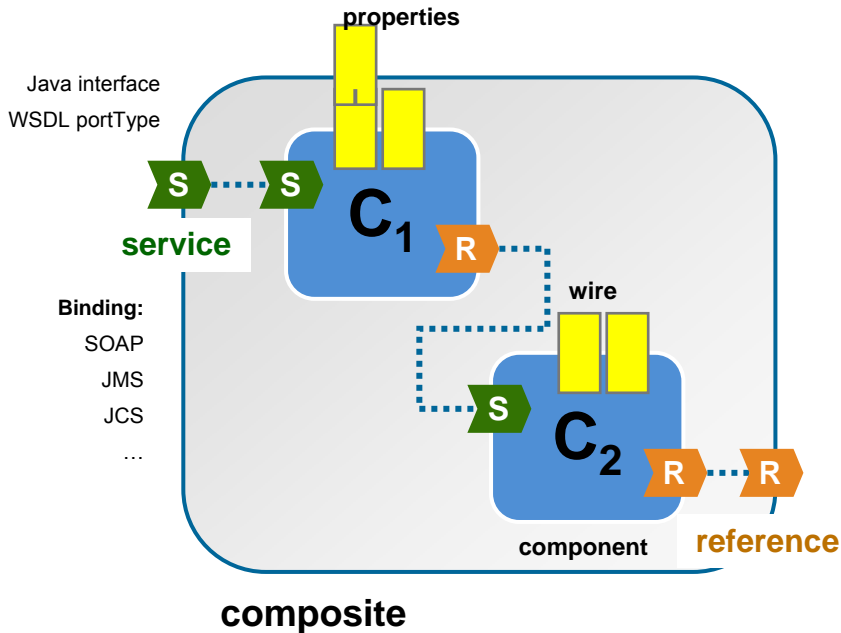 properties
Java interface
WSDL portType
S
S
C1
R
service
Binding:
SOAP
JMS
JCS
…
wire
S
C2
R
R
component
reference
composite